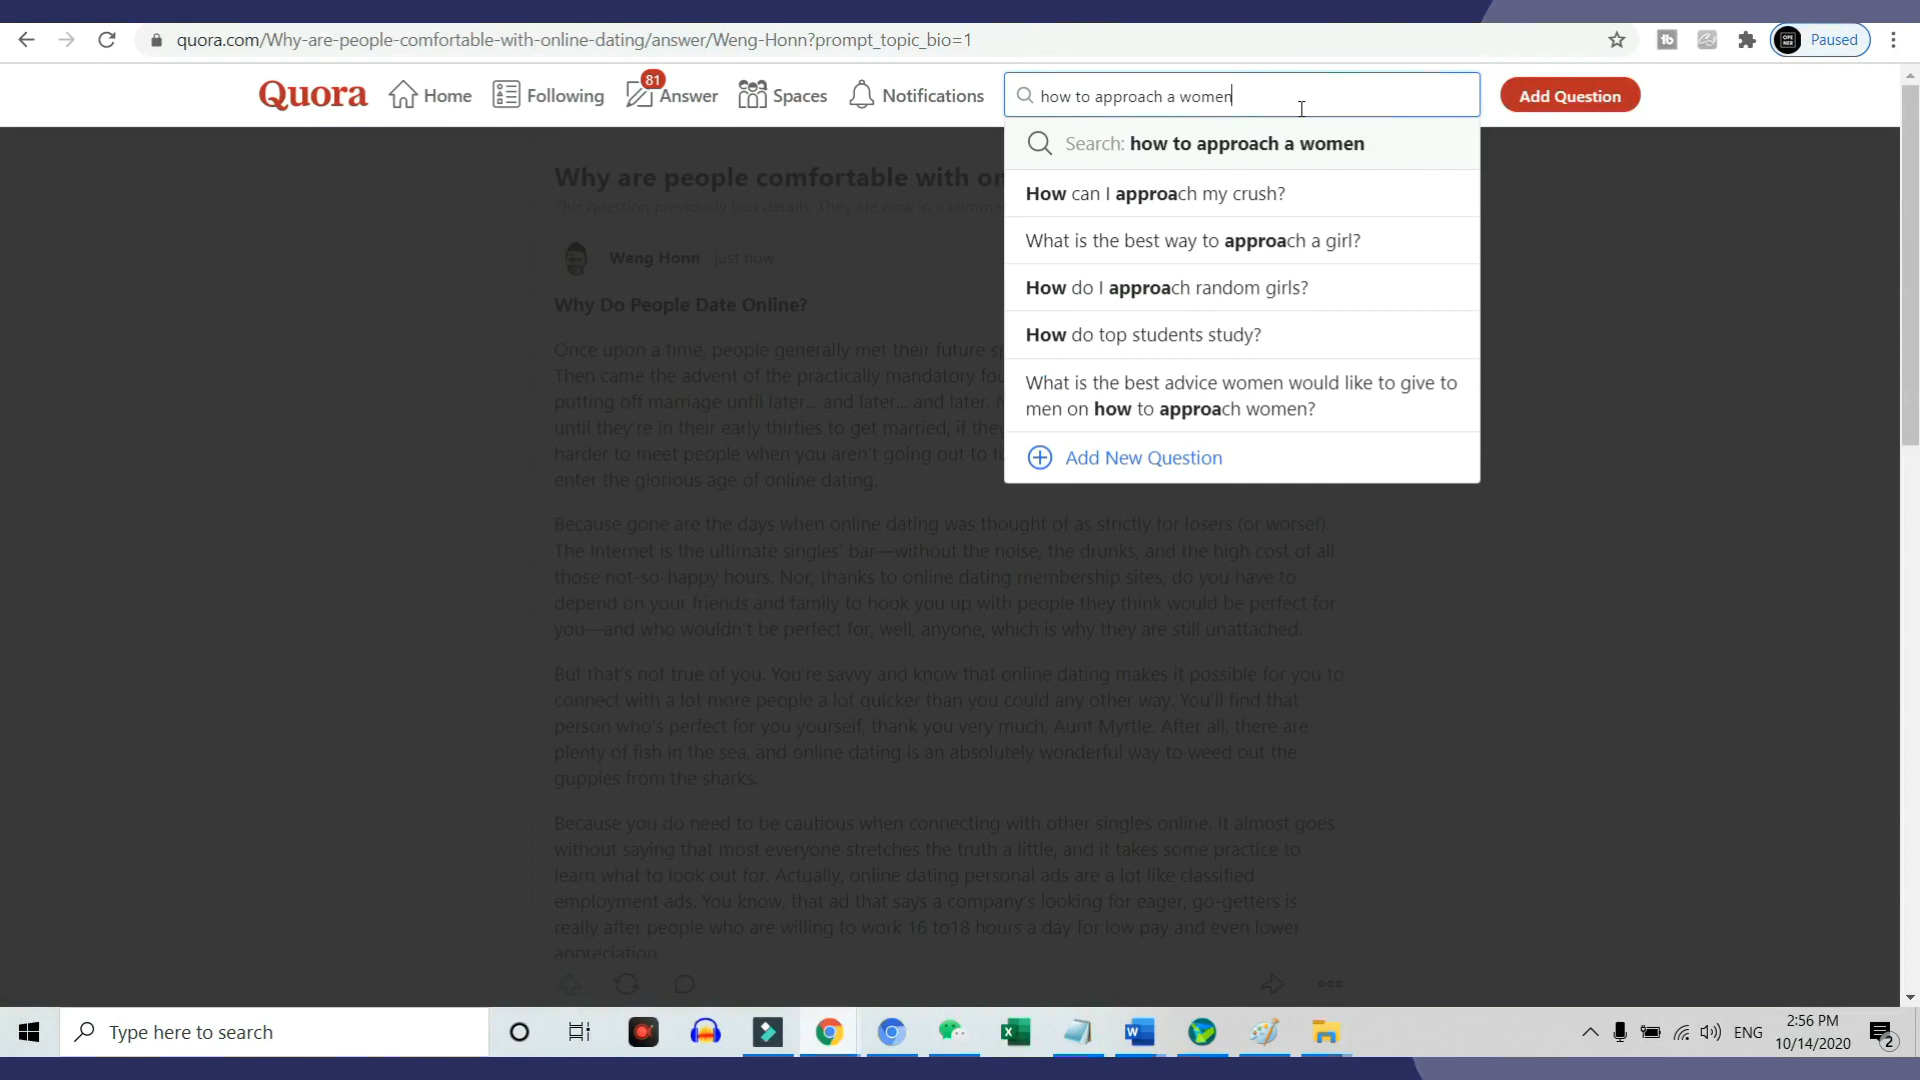 quora.com/Why-are-people-comfortable-with-online-dating/answer/Weng-Honn?prompt_topic_bio=1
Paused
Quora
Home
Following
81
Answer
Spaces
Notifications
how to approach a women
Add Question
Search: how to approach a women
How can I approach my crush?
What is the best way to approach a girl?
How do I approach random girls?
How do top students study?
What is the best advice women would like to give to
men on how to approach women?
Add New Question
Why are people comfortable with on
This question previously had details. They are now in a comme
Weng Honn · just now
Why Do People Date Online?
Once upon a time, people generally met their future s
Then came the advent of the practically mandatory fou
putting off marriage until later... and later... and later. N
until they're in their early thirties to get married, if they
harder to meet people when you aren't going out to f
enter the glorious age of online dating.
Because gone are the days when online dating was thought of as strictly for losers (or worse!).
The Internet is the ultimate singles' bar—without the noise, the drunks, and the high cost of all
those not-so-happy hours. Nor, thanks to online dating membership sites, do you have to
depend on your friends and family to hook you up with people they think would be perfect for
you—and who wouldn't be perfect for, well, anyone, which is why they are still unattached.
But that's not true of you. You're savvy and know that online dating makes it possible for you to
connect with a lot more people a lot quicker than you could any other way. You'll find that
person who's perfect for you yourself, thank you very much, Aunt Myrtle. After all, there are
plenty of fish in the sea, and online dating is an absolutely wonderful way to weed out the
guppies from the sharks.
Because you do need to be cautious when connecting with other singles online. It almost goes
without saying that most everyone stretches the truth a little, and it takes some practice to
learn what to look out for. Actually, online dating personal ads are a lot like classified
employment ads. You know, that ad that says a company's looking for eager, go-getters is
really after people who are willing to work 16 to18 hours a day for low pay and even lower
appreciation
Type here to search
ENG
2:56 PM
10/14/2020
2